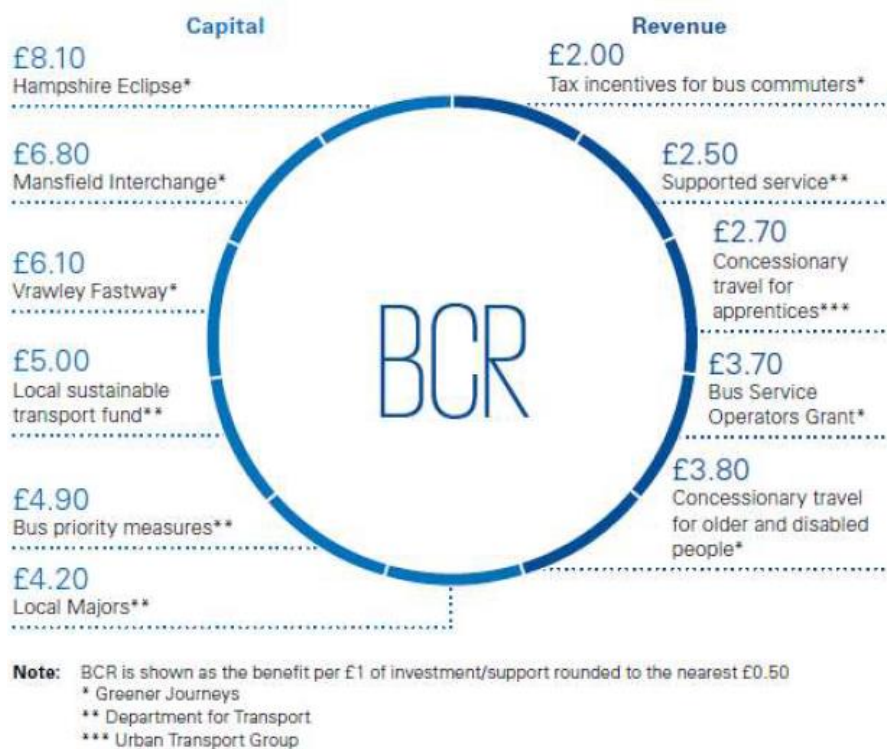 Capital
£8.10
Hampshire Eclipse*
£6.80
Mansfield Interchange*
£6.10
Vrawley Fastway*
£5.00
Local sustainable
transport fund**
£4.90
Bus priority measures**
£4.20
Local Majors**
BCR
Revenue
£2.00
Tax incentives for bus commuters*
£2.50
Supported service**
£2.70
Concessionary
travel for
apprentices***
£3.70
Bus Service
Operators Grant*
£3.80
Concessionary travel
for older and disabled
people*
Note: BCR is shown as the benefit per £1 of investment/support rounded to the nearest £0.50
* Greener Journeys
** Department for Transport
*** Urban Transport Group